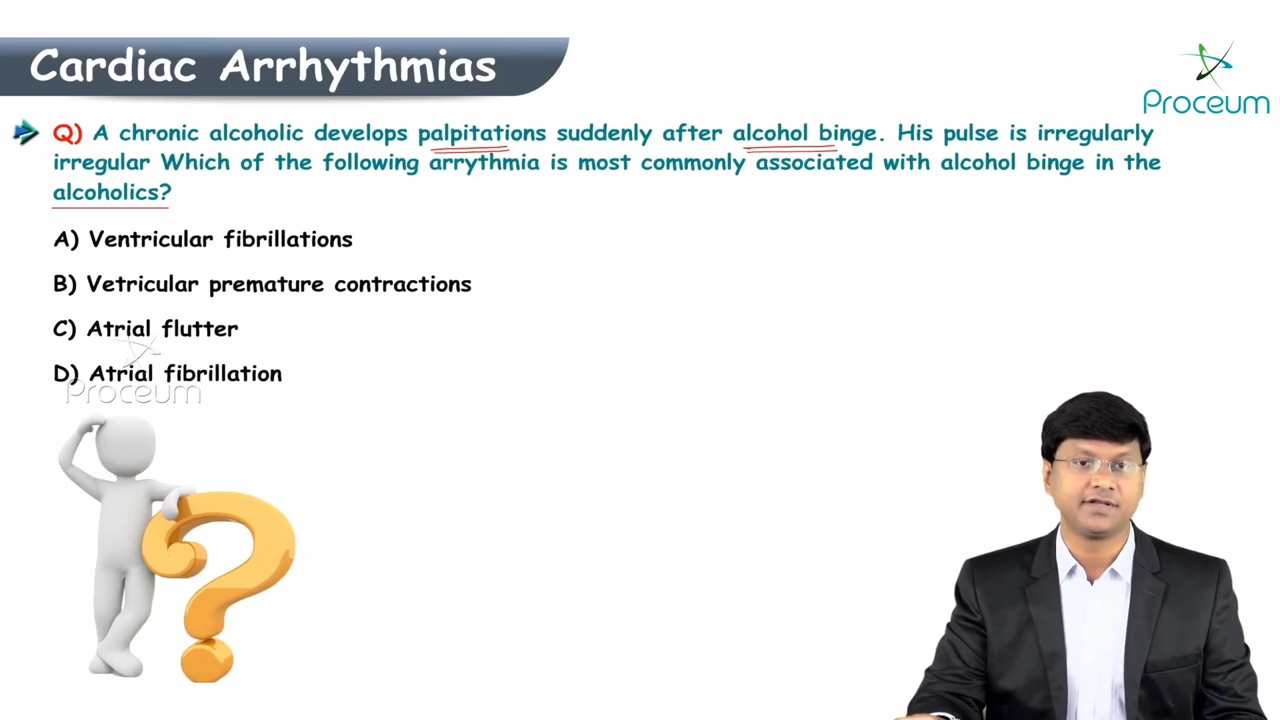 Cardiac Arrhythmias
Proceum
Q) A chronic alcoholic develops palpitations suddenly after alcohol binge. His pulse is irregularly
irregular Which of the following arrythmia is most commonly associated with alcohol binge in the
alcoholics?
A) Ventricular fibrillations
B) Vetricular premature contractions
C) Atrial flutter
D) Atrial fibrillation
Proceum